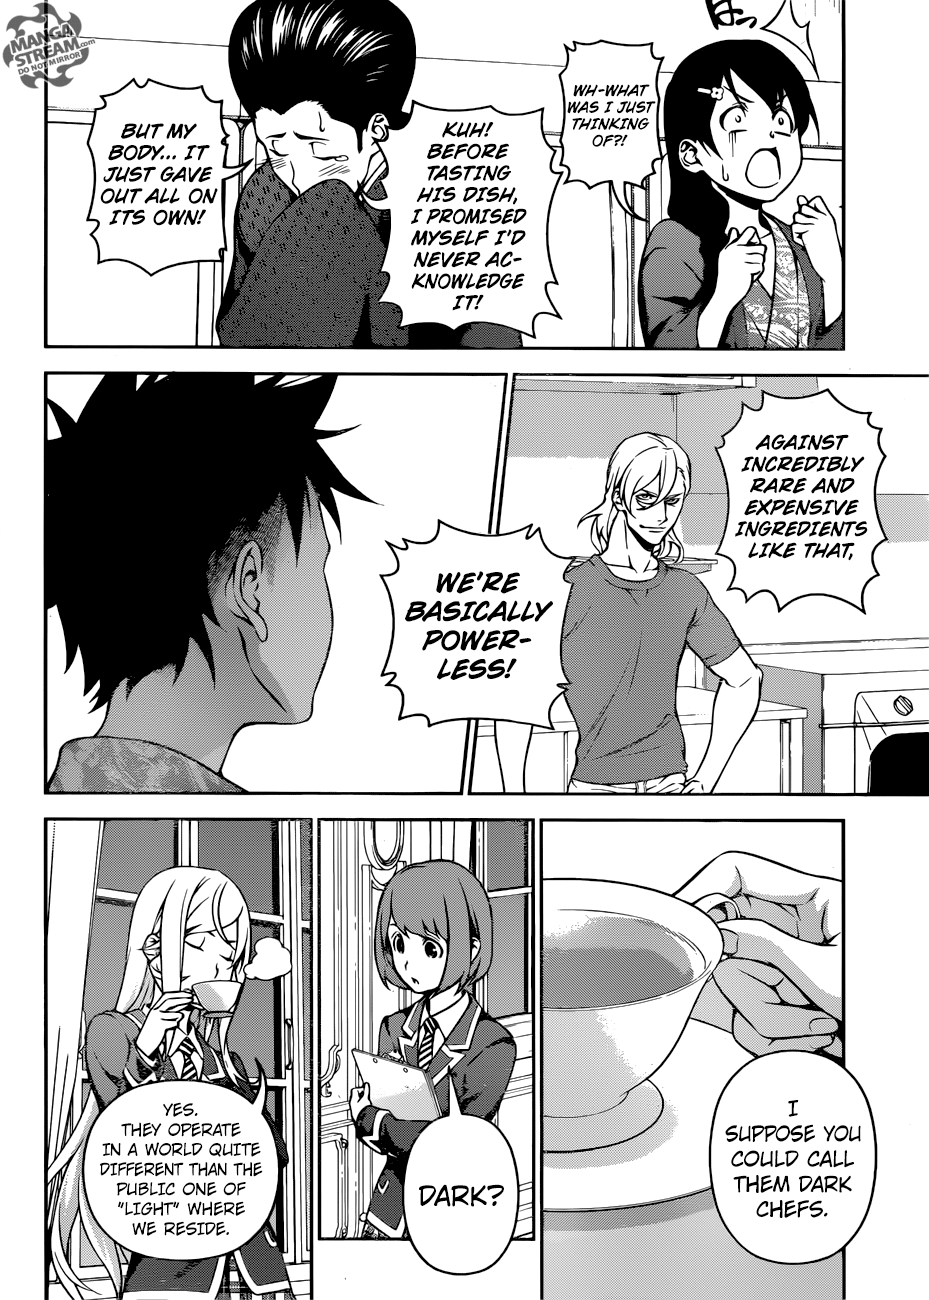 MANGA
STREAM.com
DO NOT MIRROR
はっ
WH-WHAT
WAS I JUST
THINKING
OF?!
KUH!
BEFORE
TASTING
HIS DISH,
I PROMISED
MYSELF I'D
NEVER AC-
KNOWLEDGE
IT!
BUT MY
BODY... IT
JUST GAVE
OUT ALL ON
ITS OWN!
AGAINST
INCREDIBLY
RARE AND
EXPENSIVE
INGREDIENTS
LIKE THAT,
WE'RE
BASICALLY
POWER-
LESS!
I
SUPPOSE YOU
COULD CALL
THEM DARK
CHEFS.
DARK?
YES.
THEY OPERATE
IN A WORLD QUITE
DIFFERENT THAN THE
PUBLIC ONE OF
"LIGHT" WHERE
WE RESIDE.